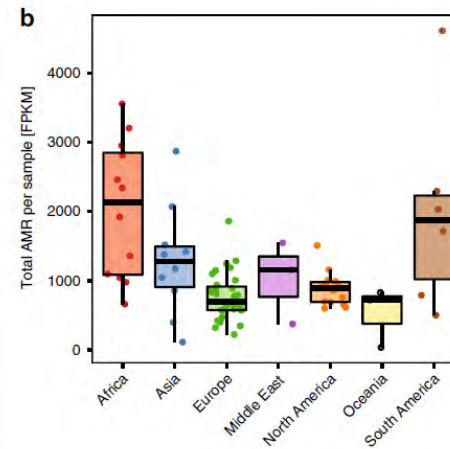 b
Total AMR per sample [FPKM]
4000
3000
2000
1000
0
Africa
Asia
Europe
Middle East
North America
Oceania
South America